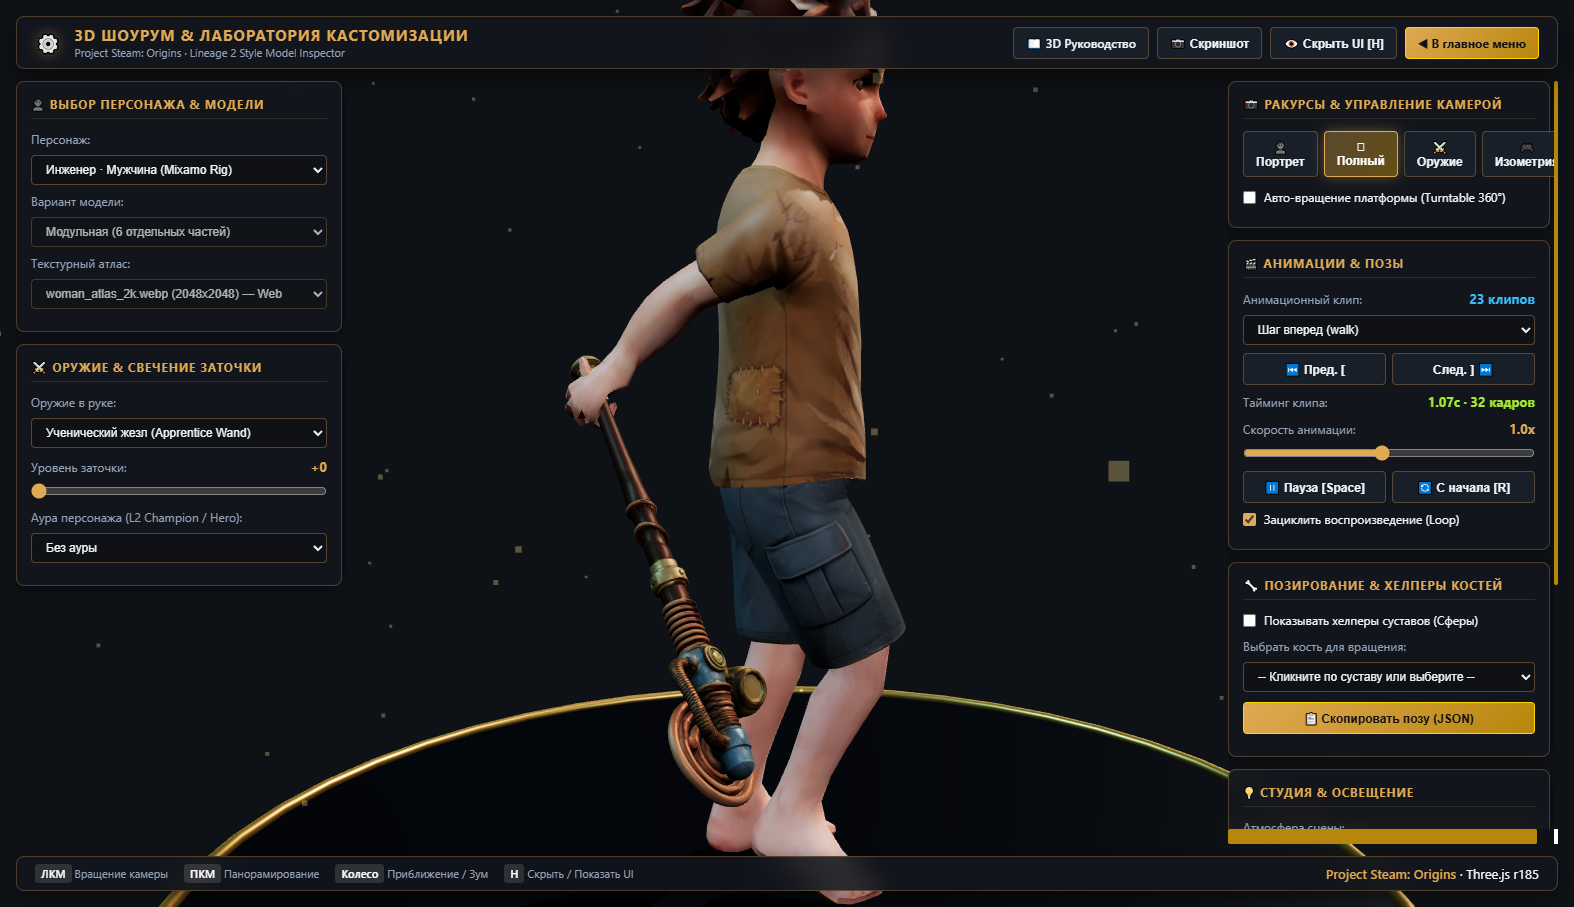 3D ШОУРУМ & ЛАБОРАТОРИЯ КАСТОМИЗАЦИИ
Project Steam: Origins · Lineage 2 Style Model Inspector
3D Руководство
Скриншот
Скрыть UI [H]
◀ В главное меню
ВЫБОР ПЕРСОНАЖА & МОДЕЛИ
Персонаж:
Инженер - Мужчина (Mixamo Rig)
Вариант модели:
Модульная (6 отдельных частей)
Текстурный атлас:
woman_atlas_2k.webp (2048x2048) — Web
ОРУЖИЕ & СВЕЧЕНИЕ ЗАТОЧКИ
Оружие в руке:
Ученический жезл (Apprentice Wand)
Уровень заточки: +0
Аура персонажа (L2 Champion / Hero):
Без ауры
РАКУРСЫ & УПРАВЛЕНИЕ КАМЕРОЙ
Портрет
Полный
Оружие
Изометрия
Авто-вращение платформы (Turntable 360°)
АНИМАЦИИ & ПОЗЫ
Анимационный клип: 23 клипов
Шаг вперед (walk)
Пред. [
След. ]
Тайминг клипа: 1.07с · 32 кадров
Скорость анимации: 1.0x
Пауза [Space]
С начала [R]
Зациклить воспроизведение (Loop)
ПОЗИРОВАНИЕ & ХЕЛПЕРЫ КОСТЕЙ
Показывать хелперы суставов (Сферы)
Выбрать кость для вращения:
-- Кликните по суставу или выберите --
Скопировать позу (JSON)
СТУДИЯ & ОСВЕЩЕНИЕ
Атмосфера сцены:
ЛКМ Вращение камеры ПКМ Панорамирование Колесо Приближение / Зум H Скрыть / Показать UI
Project Steam: Origins · Three.js r185